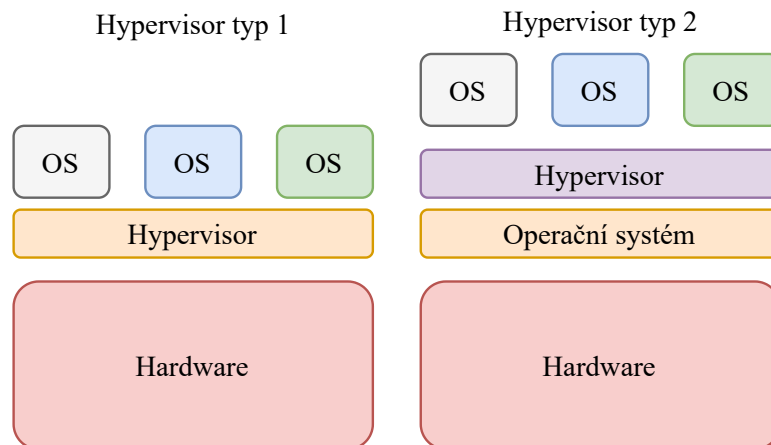 Hypervisor typ 1
OS
OS
OS
Hypervisor
Hardware
Hypervisor typ 2
OS
OS
OS
Hypervisor
Operační systém
Hardware